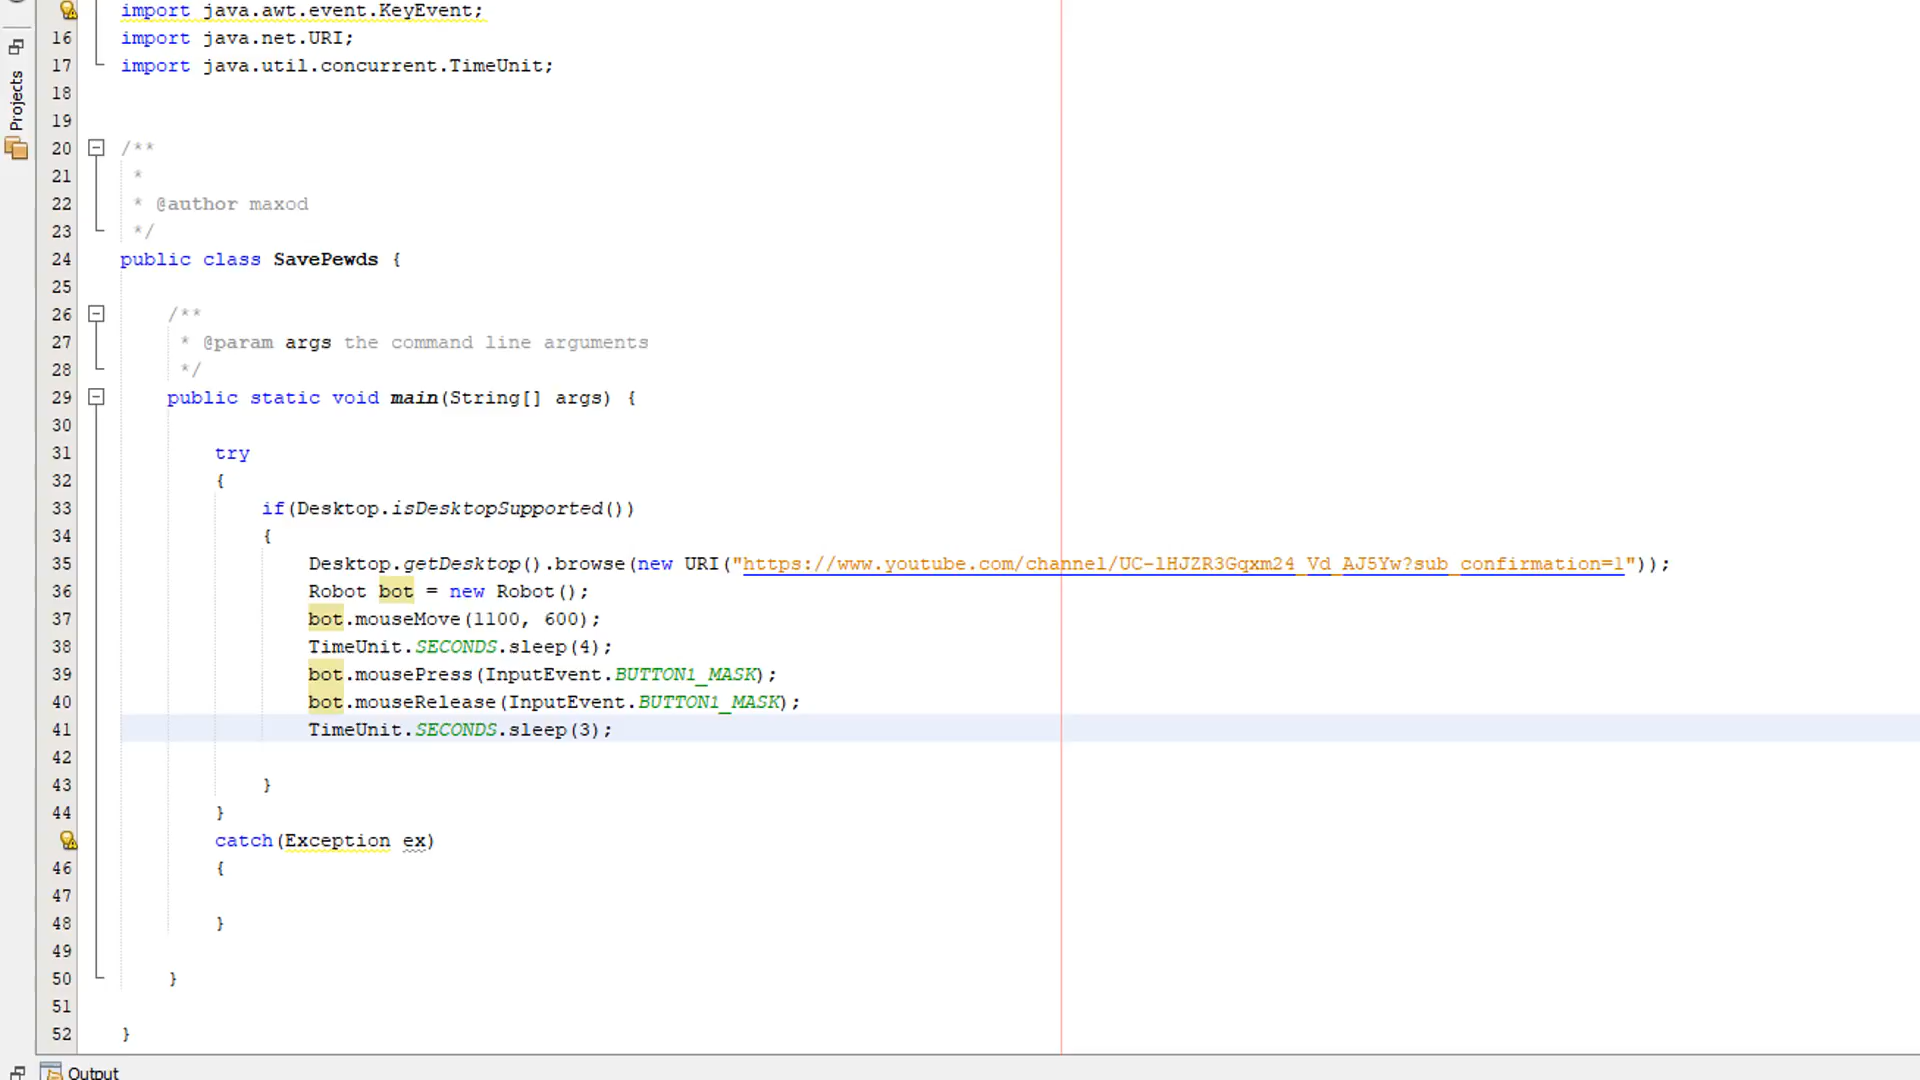 import java.awt.event.KeyEvent;
16 import java.net.URI;
17 import java.util.concurrent.TimeUnit;
18
19
Projects
20 /**
21 *
22 * @author maxod
23 */
24 public class SavePewds {
25
26 /**
27 * @param args the command line arguments
28 */
29 public static void main(String[] args) {
30
31 try
32 {
33 if(Desktop.isDesktopSupported())
34 {
35 Desktop.getDesktop().browse(new URI("https://www.youtube.com/channel/UC-lHJZR3Gqxm24_Vd_AJ5Yw?sub_confirmation=1"));
36 Robot bot = new Robot();
37 bot.mouseMove(1100, 600);
38 TimeUnit.SECONDS.sleep(4);
39 bot.mousePress(InputEvent.BUTTON1_MASK);
40 bot.mouseRelease(InputEvent.BUTTON1_MASK);
41 TimeUnit.SECONDS.sleep(3);
42
43 }
44 }
catch(Exception ex)
46 {
47
48 }
49
50 }
51
52 }
Output